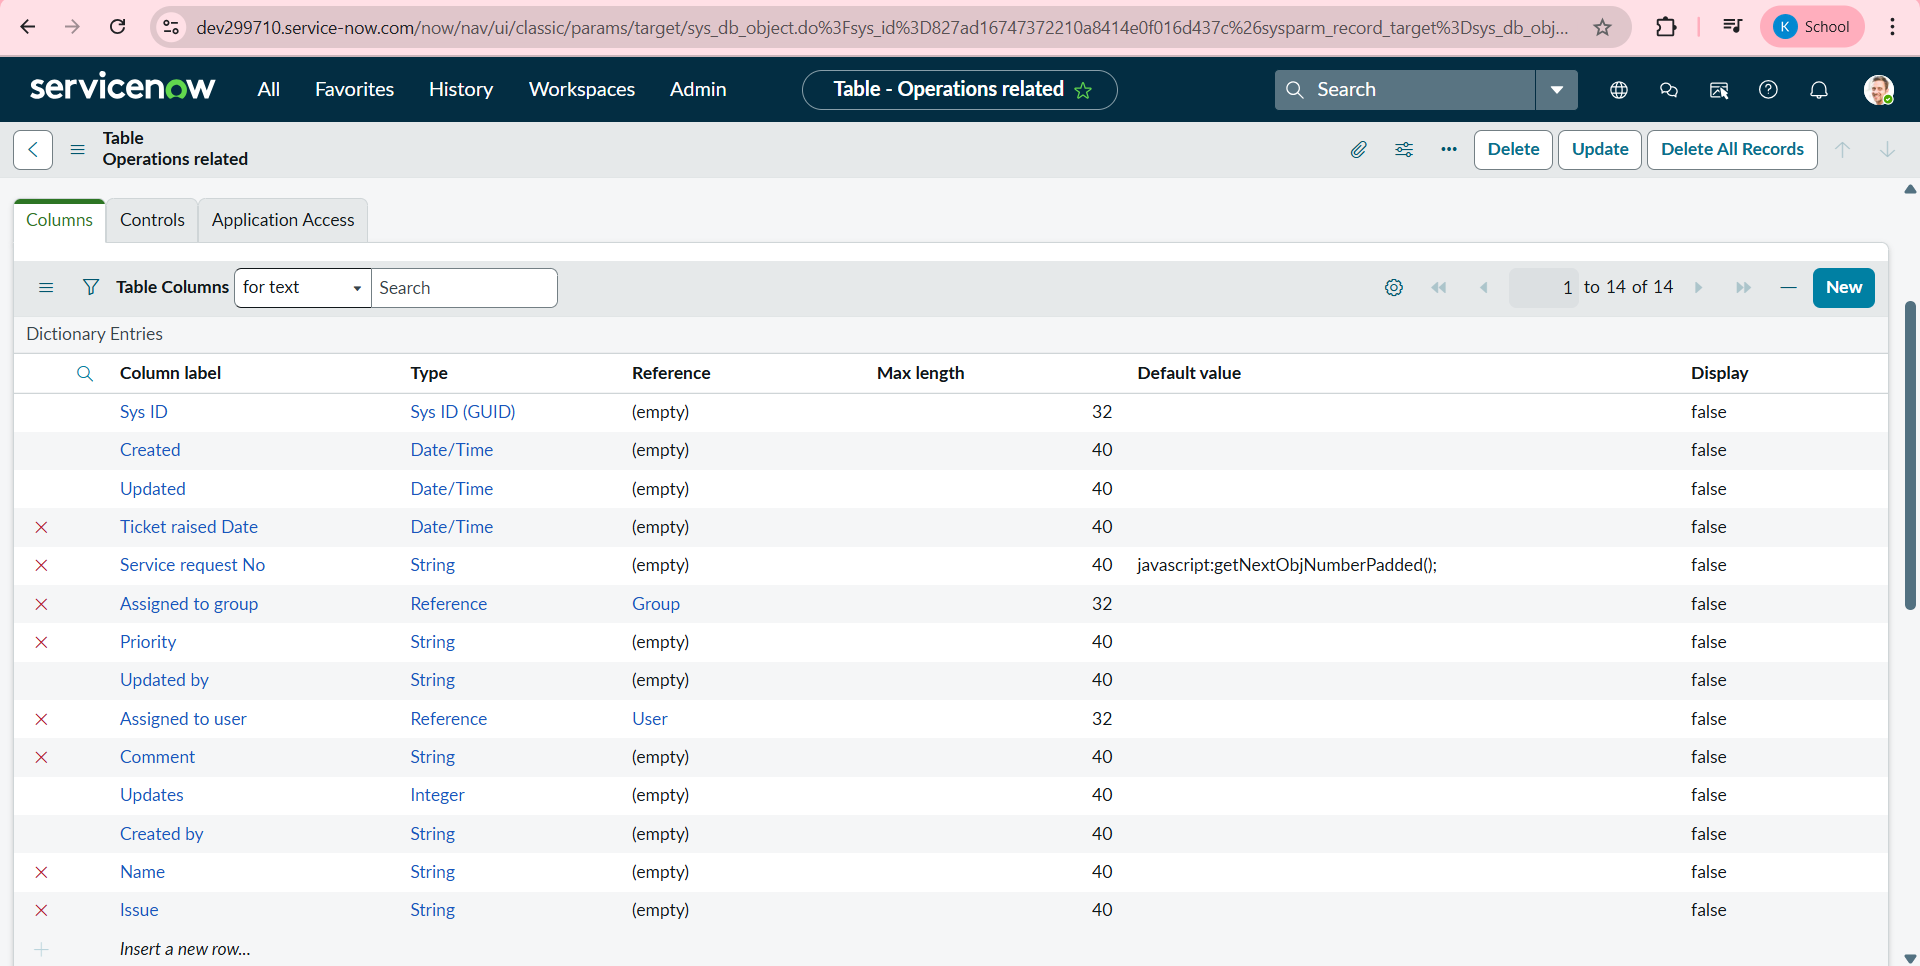 dev299710.service-now.com/now/nav/ui/classic/params/target/sys_db_object.do%3Fsys_id%3D827ad16747372210a8414e0f016d437c%26sysparm_record_target%3Dsys_db_obj...
K School
servicenow All Favorites History Workspaces Admin Table - Operations related Search
Table
Operations related
Delete Update Delete All Records
Columns Controls Application Access
Table Columns for text Search 1 to 14 of 14 New
Dictionary Entries
Column label Type Reference Max length Default value Display
Sys ID Sys ID (GUID) (empty) 32 false
Created Date/Time (empty) 40 false
Updated Date/Time (empty) 40 false
Ticket raised Date Date/Time (empty) 40 false
Service request No String (empty) 40 javascript:getNextObjNumberPadded(); false
Assigned to group Reference Group 32 false
Priority String (empty) 40 false
Updated by String (empty) 40 false
Assigned to user Reference User 32 false
Comment String (empty) 40 false
Updates Integer (empty) 40 false
Created by String (empty) 40 false
Name String (empty) 40 false
Issue String (empty) 40 false
Insert a new row...